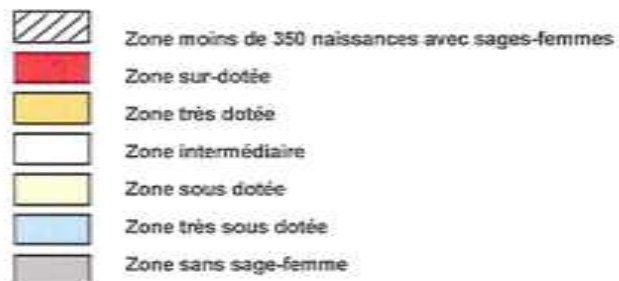 Zone moins de 350 naissances avec sages-femmes
Zone sur-dotée
Zone très dotée
Zone intermédiaire
Zone sous dotée
Zone très sous dotée
Zone sans sage-femme